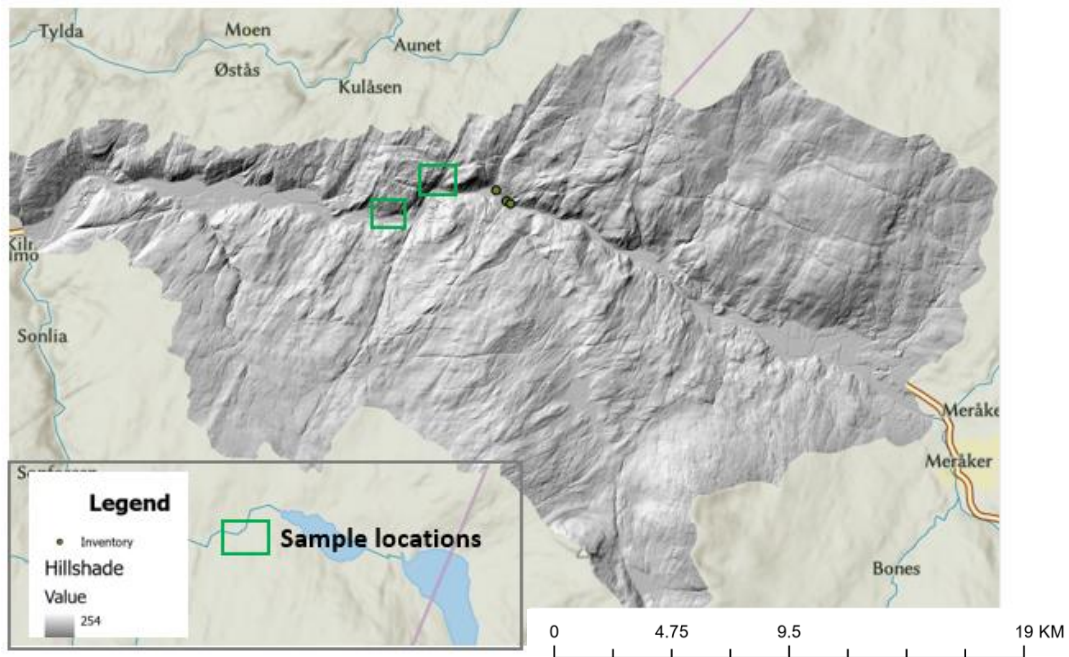 Tylda
Moen
Aunet
Østås
Kulåsen
Sonlia
Meråke
Meråker
Bones
Legend
Inventory
Hillshade
Value
254
Sample locations
0 4.75 9.5 19 KM